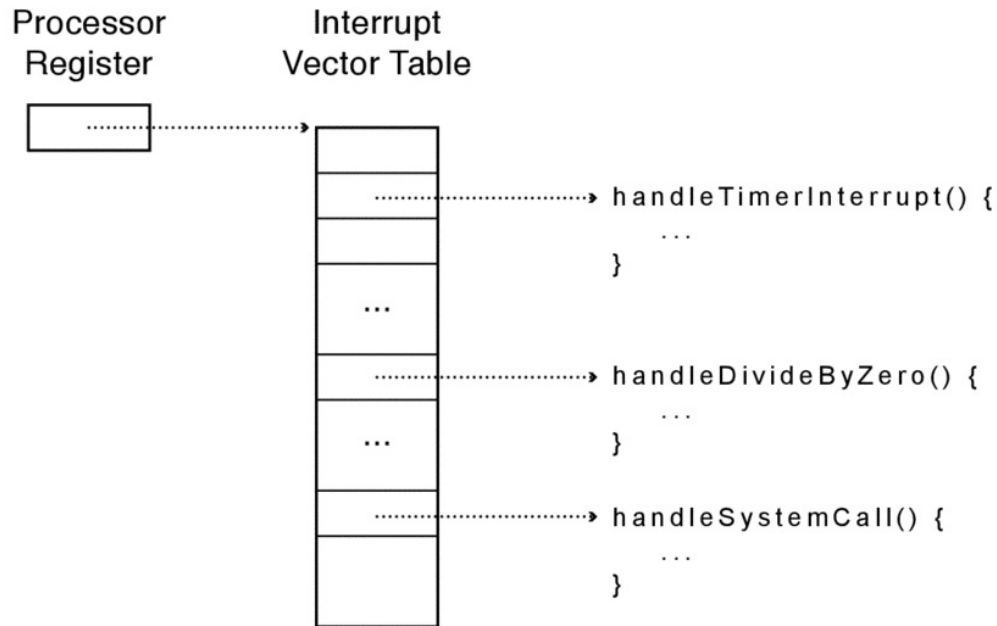 Processor
Register
Interrupt
Vector Table
handleTimerInterrupt() {
...
}
...
handleDivideByZero() {
...
}
...
handleSystemCall() {
...
}